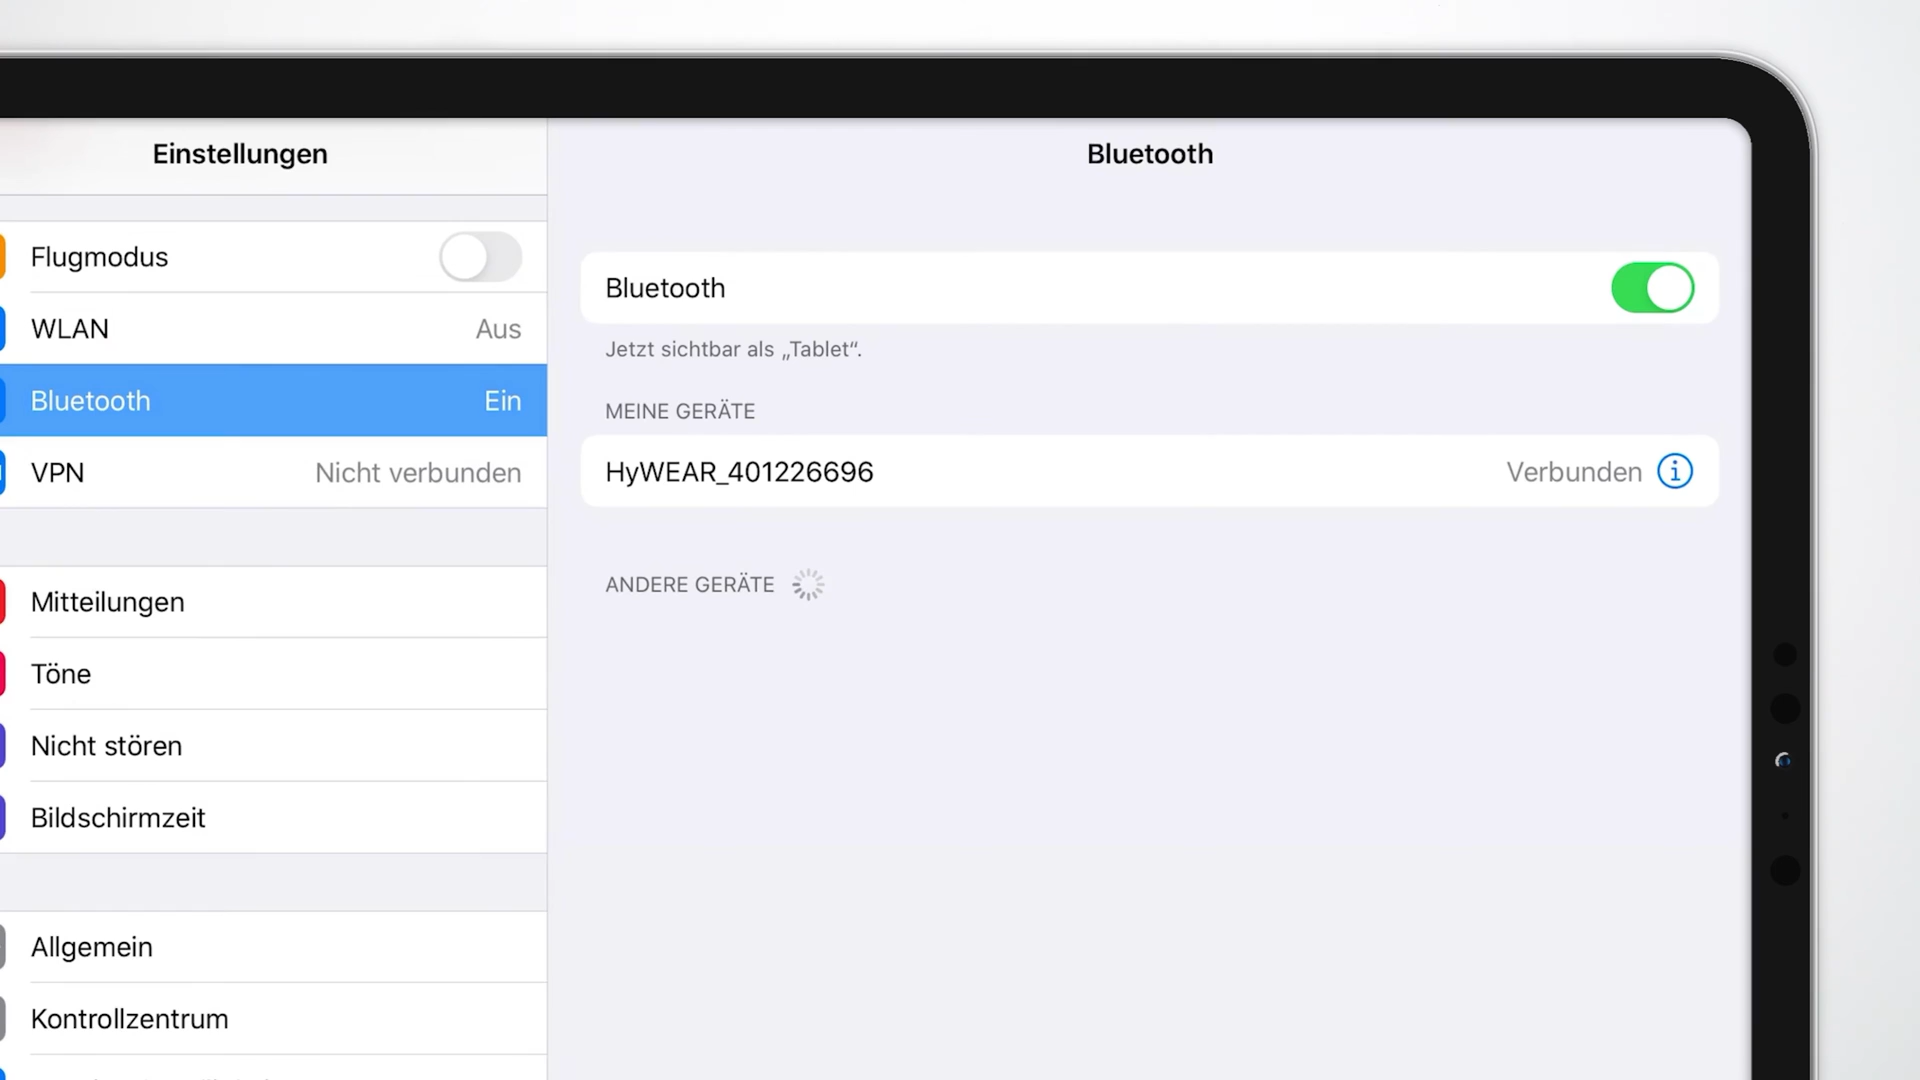 Einstellungen
Bluetooth
Flugmodus
WLAN Aus
Bluetooth Ein
VPN Nicht verbunden
Mitteilungen
Töne
Nicht stören
Bildschirmzeit
Allgemein
Kontrollzentrum
Bluetooth
Jetzt sichtbar als „Tablet“.
MEINE GERÄTE
HyWEAR_401226696 Verbunden
ANDERE GERÄTE